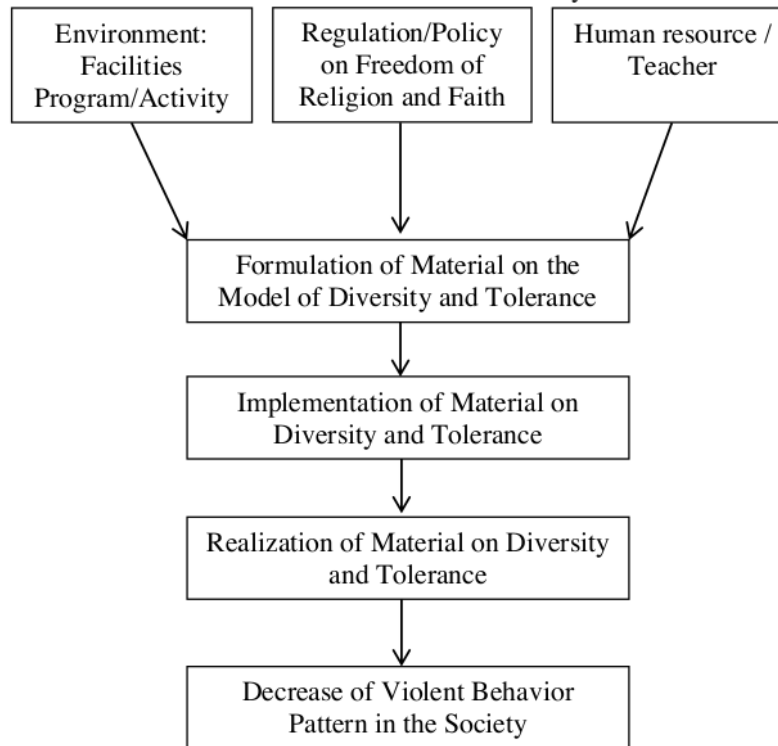 Environment:
Facilities
Program/Activity
Regulation/Policy
on Freedom of
Religion and Faith
Human resource /
Teacher
Formulation of Material on the
Model of Diversity and Tolerance
Implementation of Material on
Diversity and Tolerance
Realization of Material on Diversity
and Tolerance
Decrease of Violent Behavior
Pattern in the Society